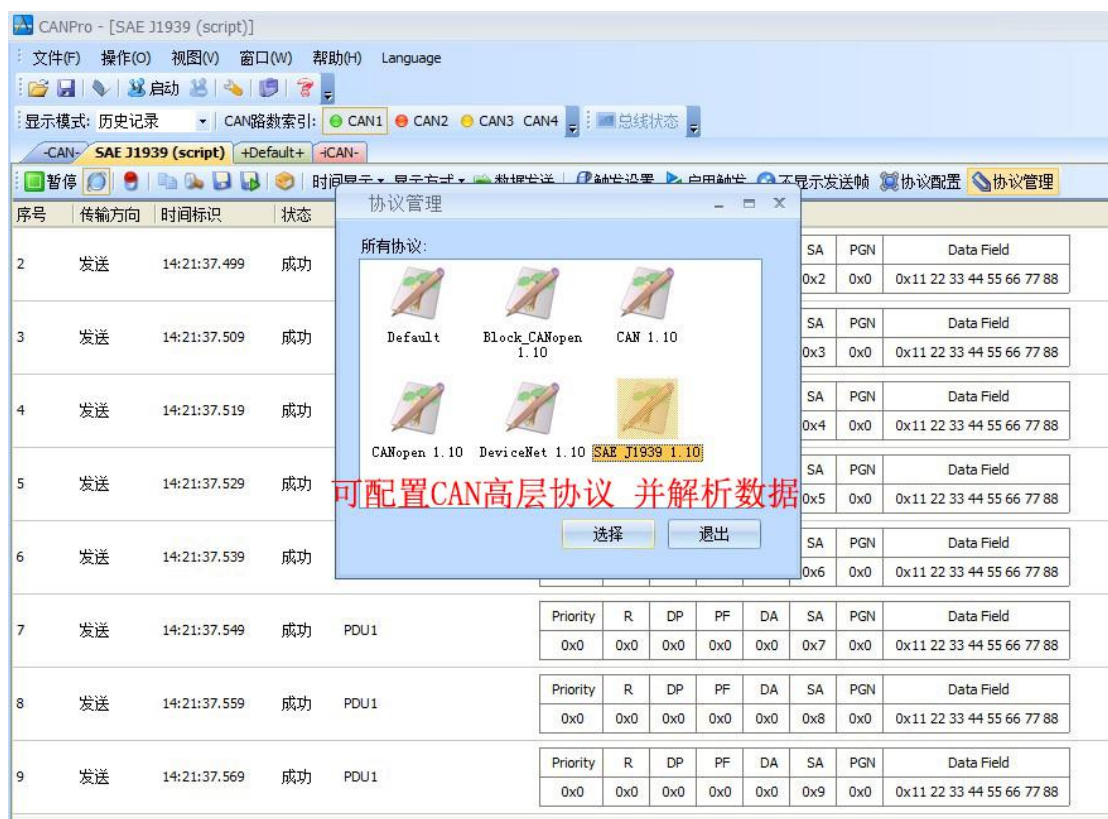 CANPro - [SAE J1939 (script)]
文件(F) 操作(O) 视图(V) 窗口(W) 帮助(H) Language
启动
显示模式: 历史记录 CAN路数索引: CAN1 CAN2 CAN3 CAN4 总线状态
-CAN- SAE J1939 (script) +Default+ -iCAN-
暂停 时间显示 显示方式 数据发送 触发设置 启用触发 不显示发送帧 协议配置 协议管理
序号 传输方向 时间标识 状态
协议管理
所有协议:
Default Block_CANopen 1.10 CAN 1.10
CANopen 1.10 DeviceNet 1.10 SAE J1939 1.10
可配置CAN高层协议 并解析数据
选择 退出
SA PGN Data Field
2 发送 14:21:37.499 成功 0x2 0x0 0x11 22 33 44 55 66 77 88
SA PGN Data Field
3 发送 14:21:37.509 成功 0x3 0x0 0x11 22 33 44 55 66 77 88
SA PGN Data Field
4 发送 14:21:37.519 成功 0x4 0x0 0x11 22 33 44 55 66 77 88
SA PGN Data Field
5 发送 14:21:37.529 成功 0x5 0x0 0x11 22 33 44 55 66 77 88
SA PGN Data Field
6 发送 14:21:37.539 成功 0x6 0x0 0x11 22 33 44 55 66 77 88
Priority R DP PF DA SA PGN Data Field
7 发送 14:21:37.549 成功 PDU1 0x0 0x0 0x0 0x0 0x0 0x7 0x0 0x11 22 33 44 55 66 77 88
Priority R DP PF DA SA PGN Data Field
8 发送 14:21:37.559 成功 PDU1 0x0 0x0 0x0 0x0 0x0 0x8 0x0 0x11 22 33 44 55 66 77 88
Priority R DP PF DA SA PGN Data Field
9 发送 14:21:37.569 成功 PDU1 0x0 0x0 0x0 0x0 0x0 0x9 0x0 0x11 22 33 44 55 66 77 88